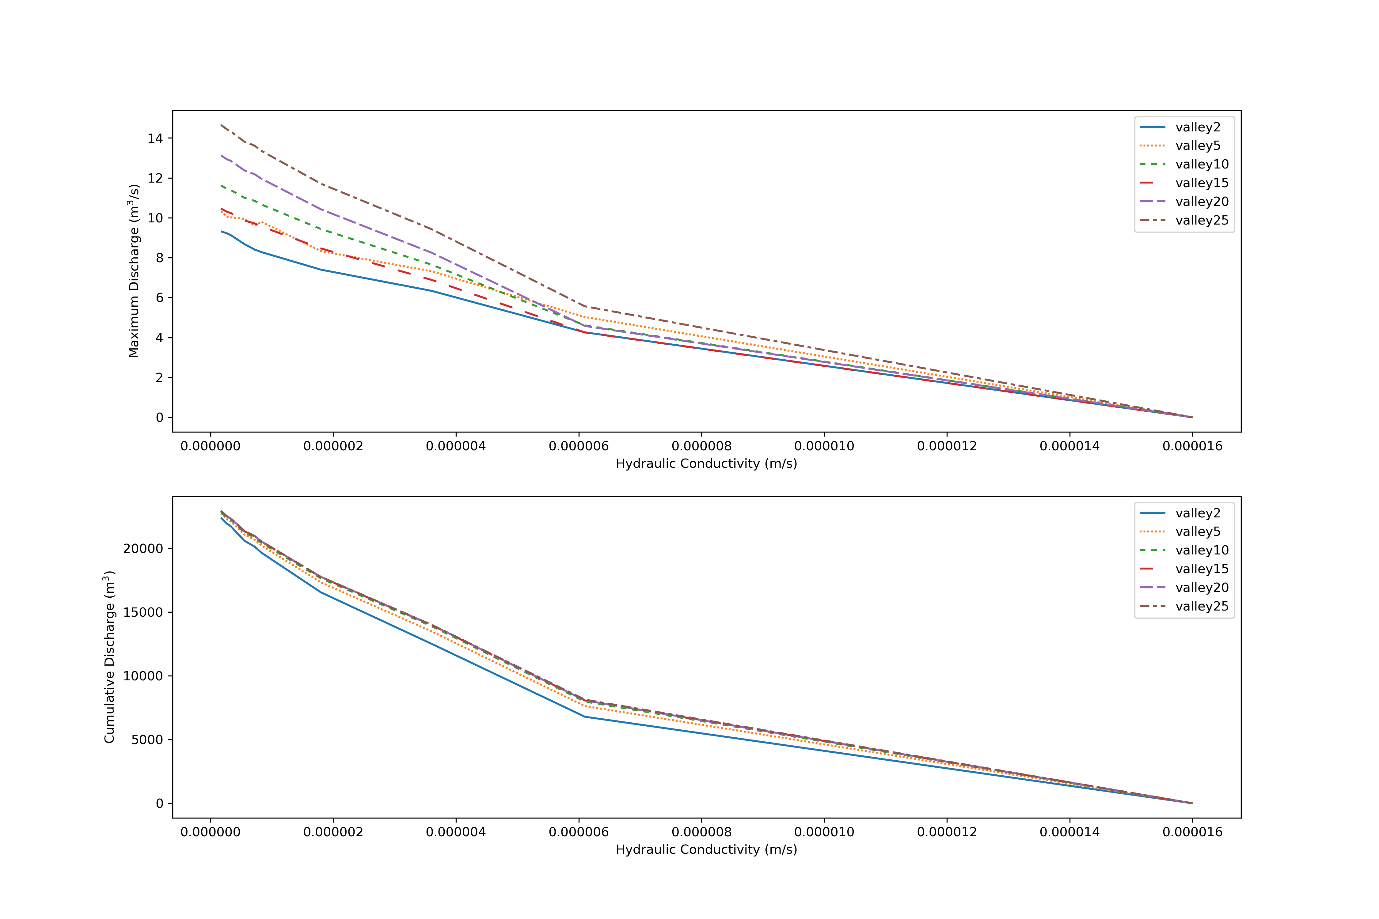 14
12
10
8
6
4
2
0
Maximum Discharge (m³/s)
valley2
valley5
valley10
valley15
valley20
valley25
0.000000 0.000002 0.000004 0.000006 0.000008 0.000010 0.000012 0.000014 0.000016
Hydraulic Conductivity (m/s)
20000
15000
10000
5000
0
Cumulative Discharge (m³)
valley2
valley5
valley10
valley15
valley20
valley25
0.000000 0.000002 0.000004 0.000006 0.000008 0.000010 0.000012 0.000014 0.000016
Hydraulic Conductivity (m/s)